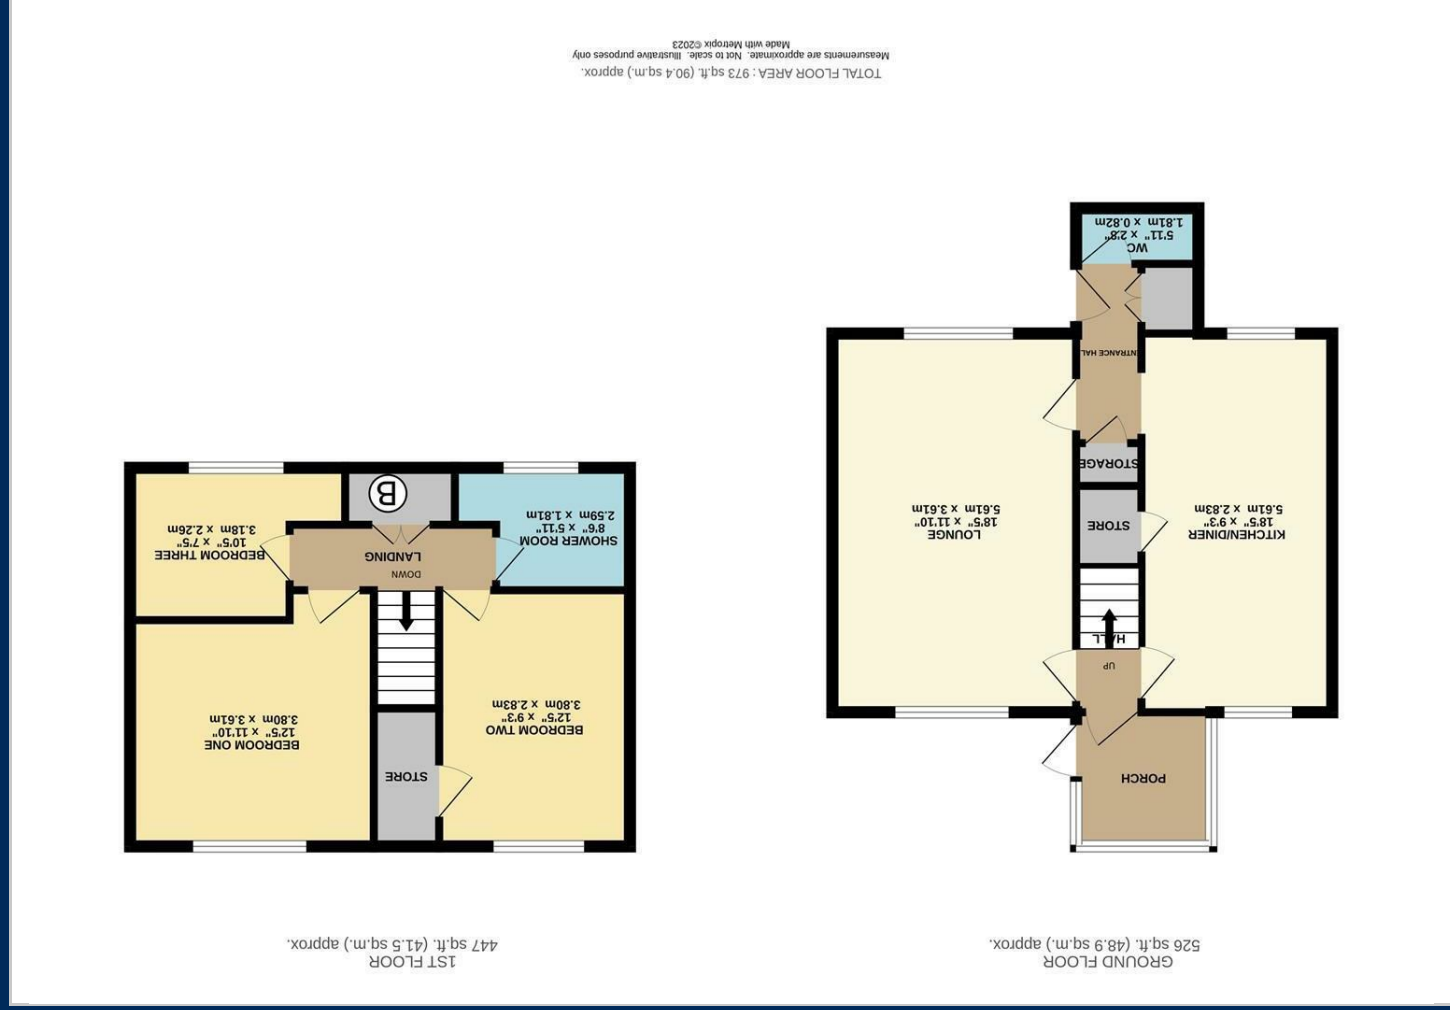 GROUND FLOOR
526 sq.ft. (48.9 sq.m.) approx.
PORCH
UP
HALL
KITCHEN/DINER
18'5" x 9'3"
5.61m x 2.83m
STORE
LOUNGE
18'5" x 11'10"
5.61m x 3.61m
STORAGE
NTRANCE HAL
WC
5'11" x 2'8"
1.81m x 0.82m
1ST FLOOR
447 sq.ft. (41.5 sq.m.) approx.
BEDROOM TWO
12'5" x 9'3"
3.80m x 2.83m
STORE
BEDROOM ONE
12'5" x 11'10"
3.80m x 3.61m
DOWN
LANDING
SHOWER ROOM
8'6" x 5'11"
2.59m x 1.81m
B
BEDROOM THREE
10'5" x 7'5"
3.18m x 2.26m
TOTAL FLOOR AREA : 973 sq.ft. (90.4 sq.m.) approx.
Measurements are approximate. Not to scale. Illustrative purposes only
Made with Metropix ©2023